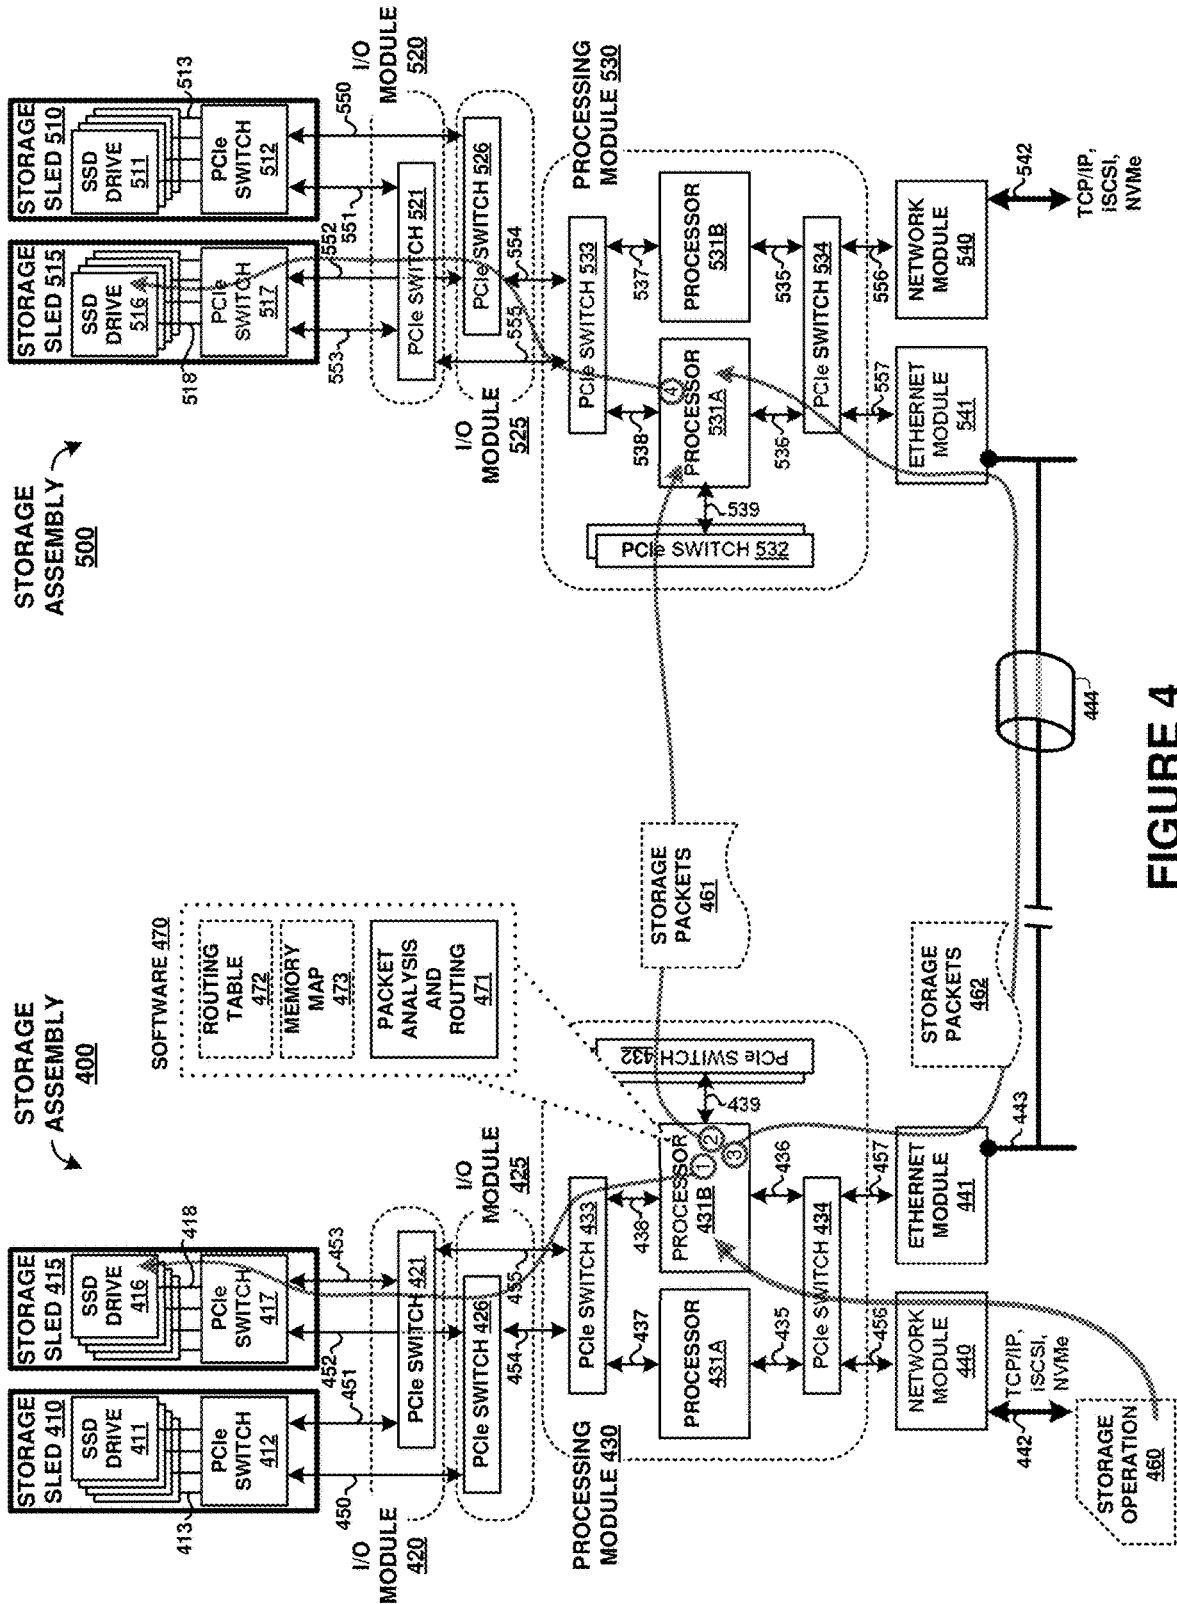 STORAGE
ASSEMBLY
400
STORAGE
SLED 410
SSD
DRIVE
411
413
PCIe
SWITCH
412
STORAGE
SLED 415
SSD
DRIVE
416
418
PCIe
SWITCH
417
450
451
452
453
I/O
MODULE
420
PCIe SWITCH 421
I/O
MODULE
425
PCIe SWITCH 426
454
455
PROCESSING
MODULE 430
PCIe SWITCH 433
437
438
PROCESSOR
431A
PROCESSOR
431B
1
2
3
439
PCIe SWITCH 432
435
436
PCIe SWITCH 434
456
457
NETWORK
MODULE
440
ETHERNET
MODULE
441
442
TCP/IP,
iSCSI,
NVMe
443
STORAGE
OPERATION
460
SOFTWARE 470
ROUTING
TABLE
472
MEMORY
MAP
473
PACKET
ANALYSIS
AND
ROUTING
471
STORAGE
PACKETS
461
STORAGE
PACKETS
462
444
STORAGE
ASSEMBLY
500
STORAGE
SLED 515
SSD
DRIVE
516
518
PCIe
SWITCH
517
STORAGE
SLED 510
SSD
DRIVE
511
513
PCIe
SWITCH
512
553
552
551
550
I/O
MODULE
520
PCIe SWITCH 521
I/O
MODULE
525
PCIe SWITCH 526
555
554
PROCESSING
MODULE 530
PCIe SWITCH 533
538
537
PROCESSOR
531A
4
PROCESSOR
531B
539
PCIe SWITCH 532
536
535
PCIe SWITCH 534
557
556
ETHERNET
MODULE
541
NETWORK
MODULE
540
542
TCP/IP,
iSCSI,
NVMe
FIGURE 4